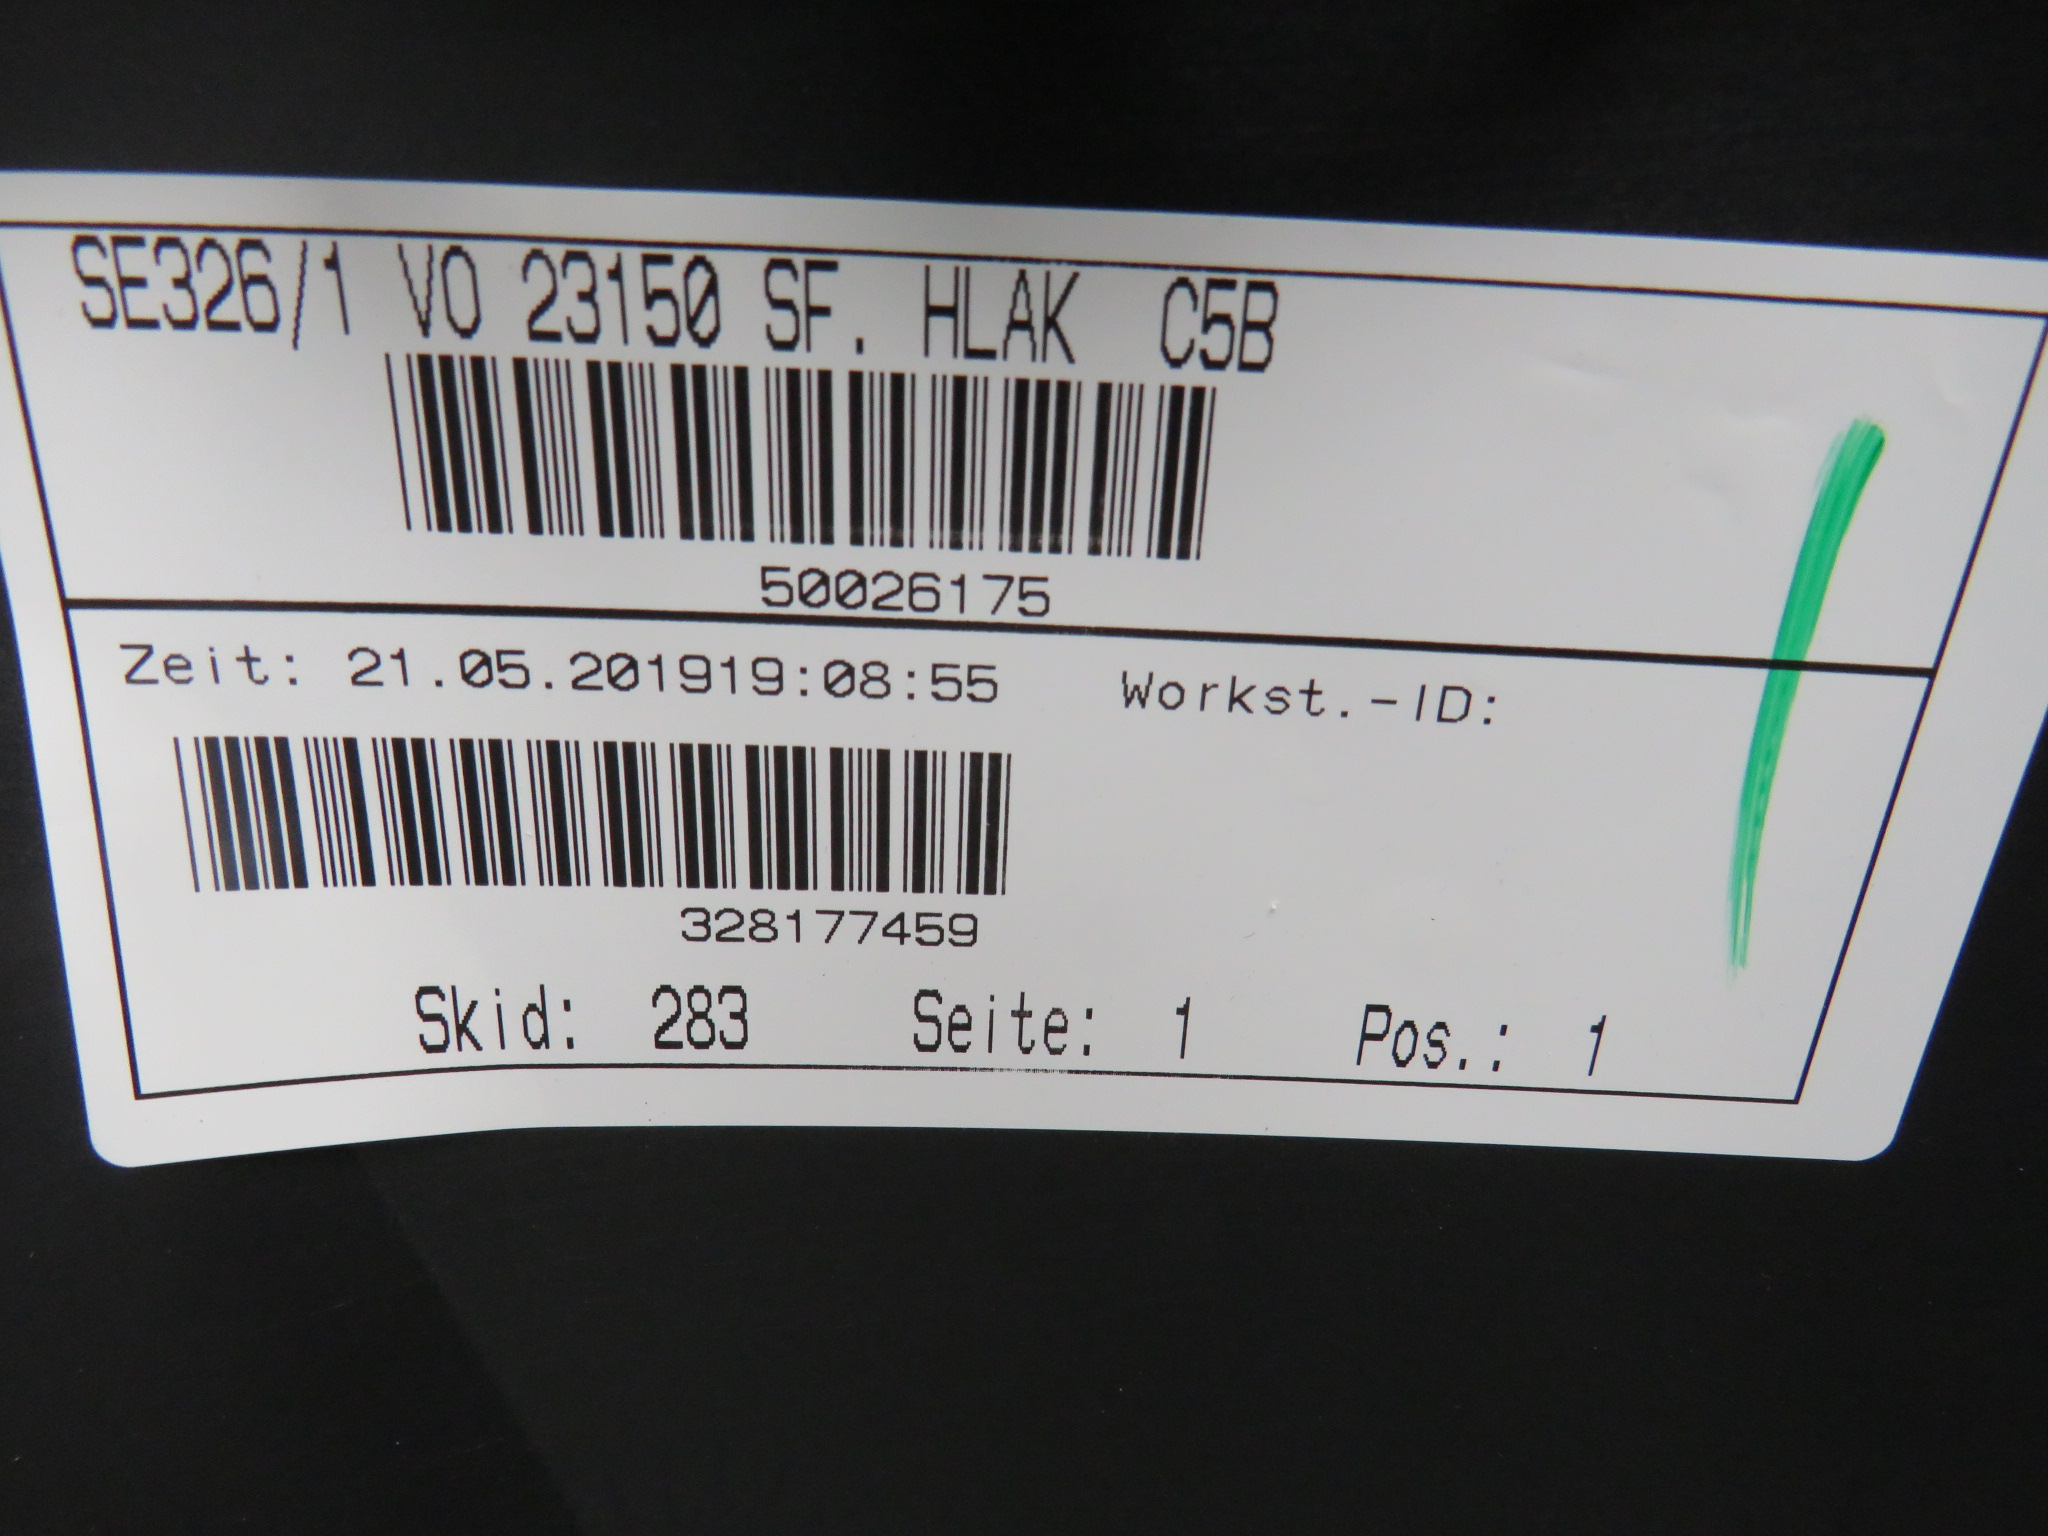 SE326/1 VO 23150 SF. HLAK C5B
50026175
Zeit: 21.05.201919:08:55 Workst.-ID:
328177459
Skid: 283 Seite: 1 Pos.: 1